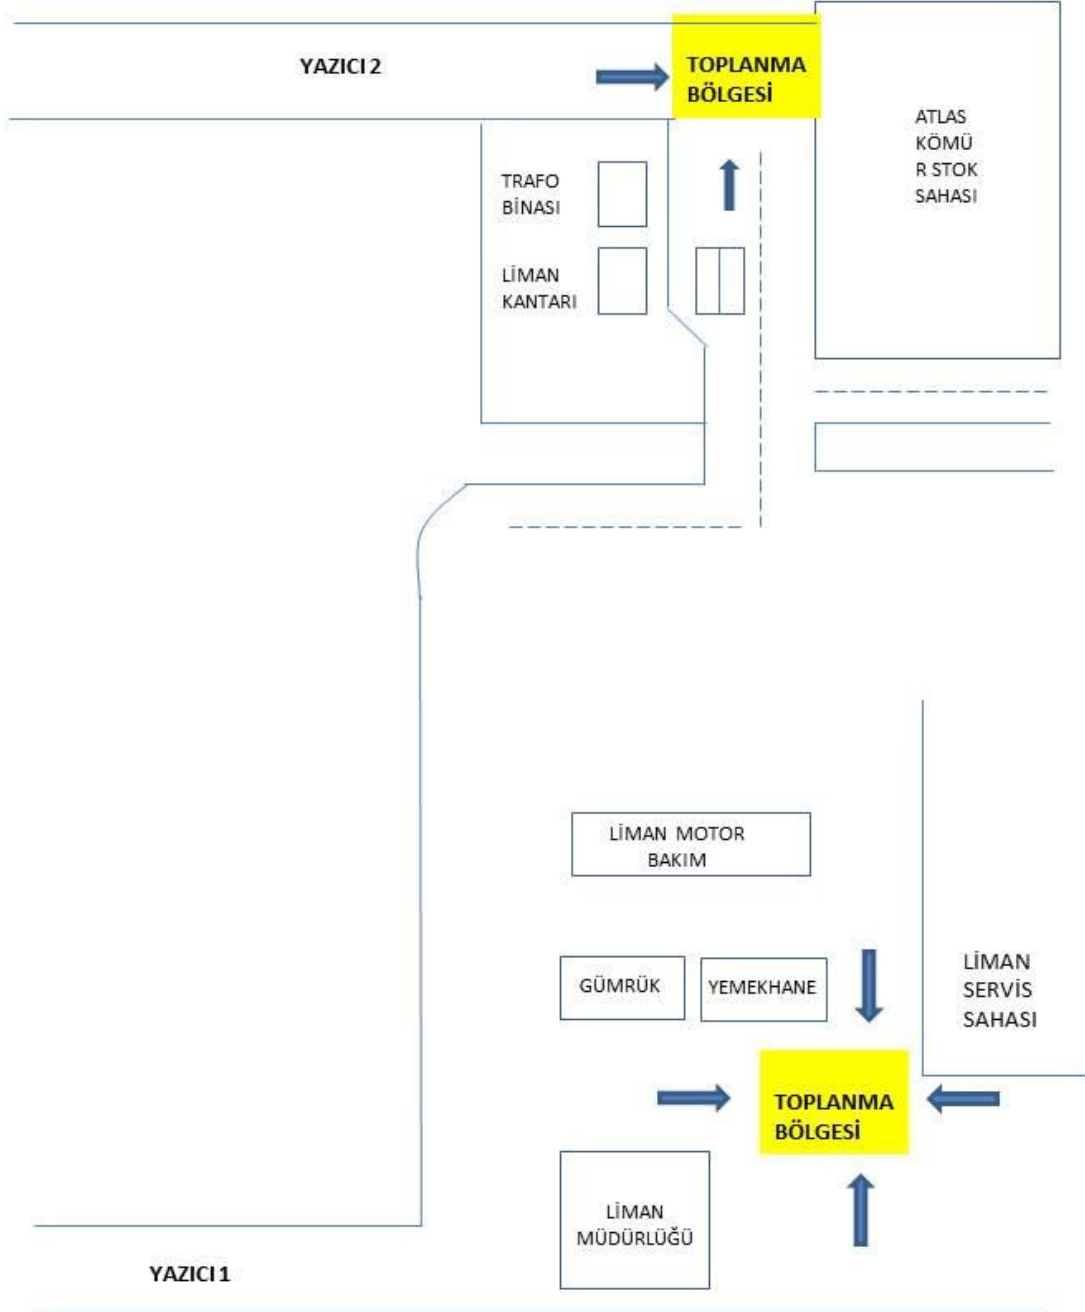 YAZICI 2
TOPLANMA
BÖLGESİ
ATLAS
KÖMÜ
R STOK
SAHASI
TRAFO
BİNASI
LİMAN
KANTARI
LİMAN MOTOR
BAKIM
GÜMRÜK
YEMEKHANE
LİMAN
SERVİS
SAHASI
TOPLANMA
BÖLGESİ
LİMAN
MÜDÜRLÜĞÜ
YAZICI 1